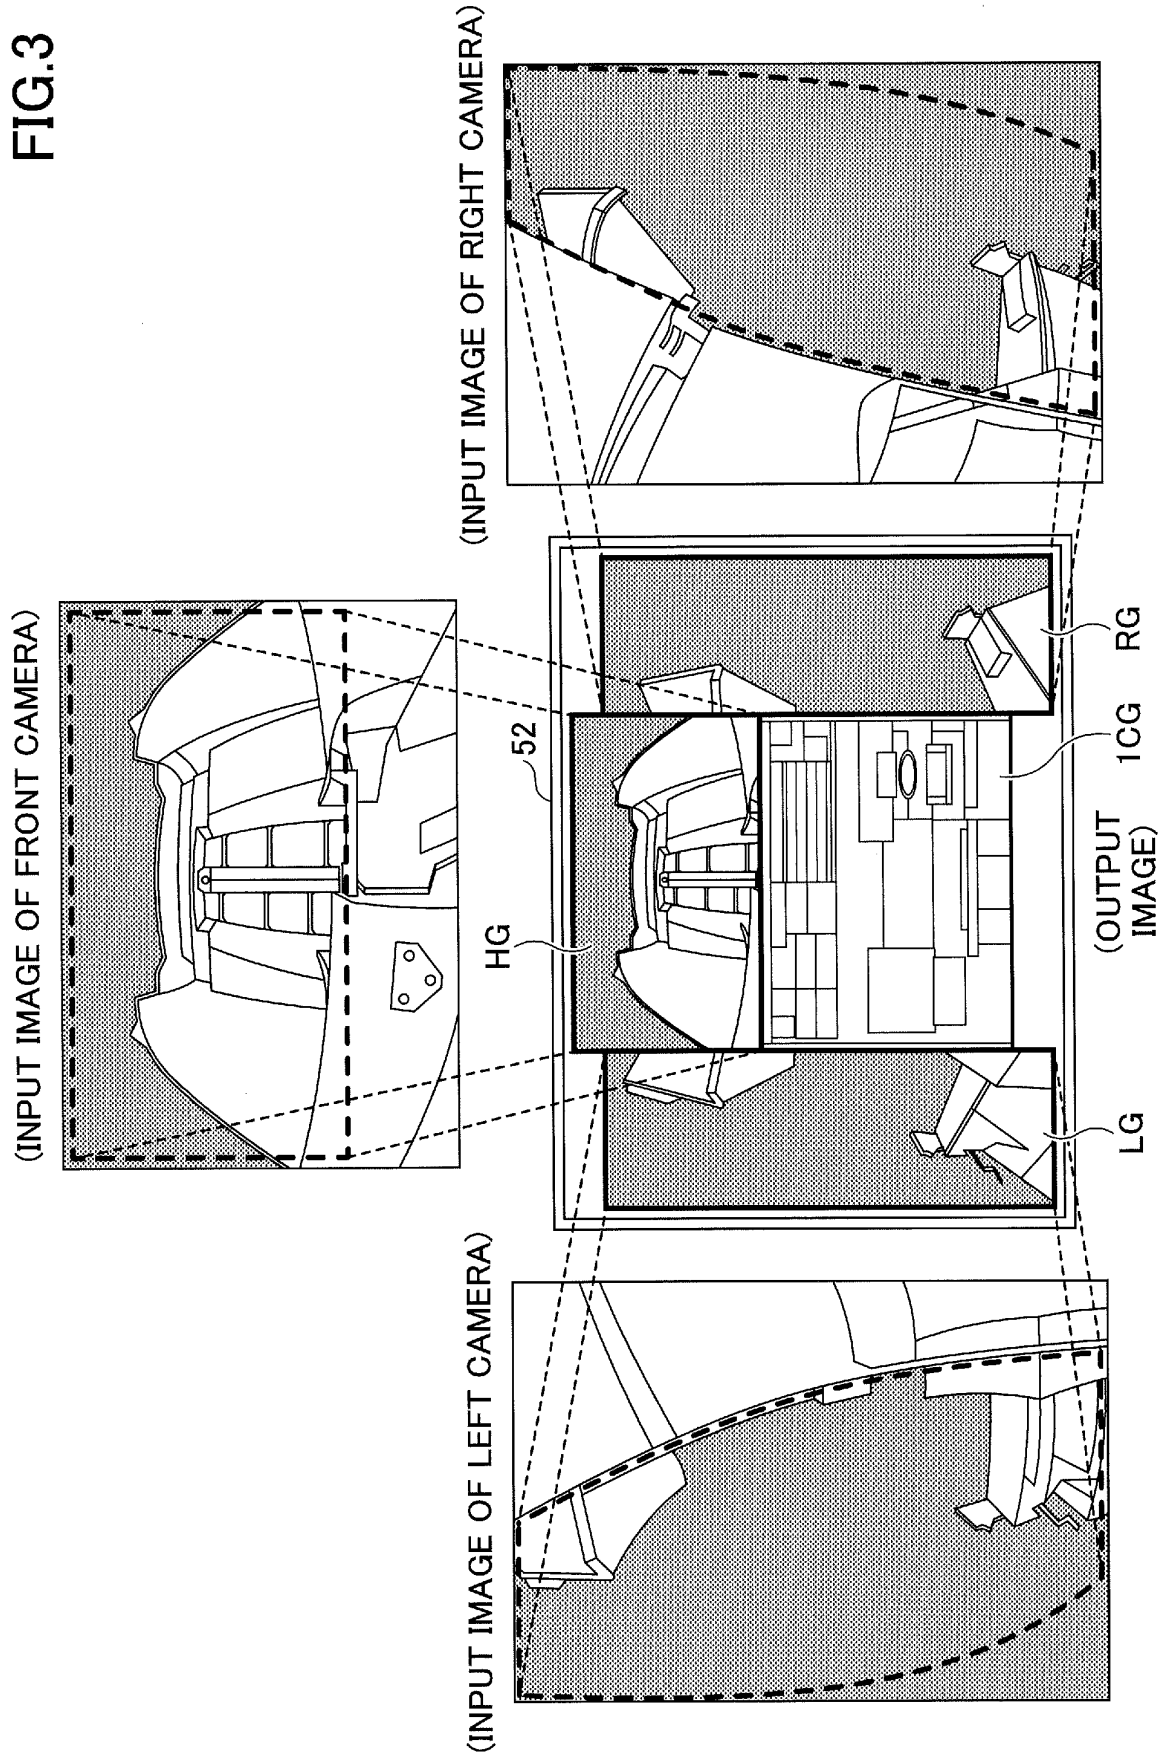 FIG.3
(INPUT IMAGE OF FRONT CAMERA)
(INPUT IMAGE OF LEFT CAMERA)
(INPUT IMAGE OF RIGHT CAMERA)
HG
52
LG
1CG
RG
(OUTPUT
IMAGE)